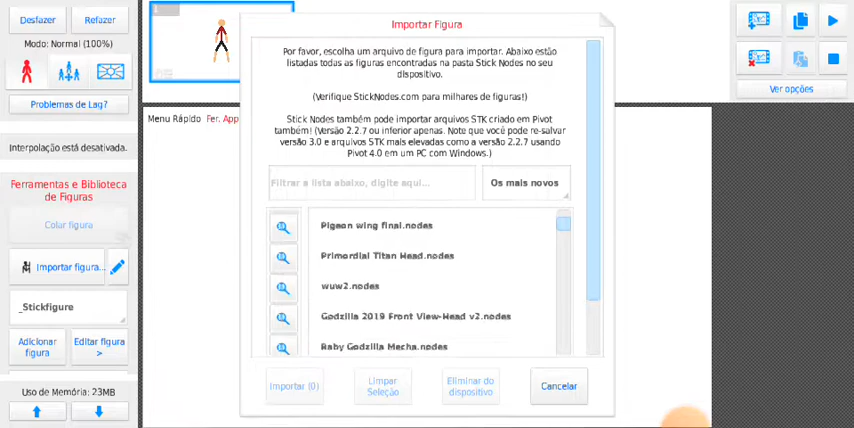 Desfazer
Refazer
Modo: Normal (100%)
Problemas de Lag?
Interpolação está desativada.
Ferramentas e Biblioteca
de Figuras
Colar figura
Importar figura...
_Stickfigure
Adicionar
figura
Editar figura
>
Uso de Memória: 23MB
Menu Rápido Fer. App
Importar Figura
Por favor, escolha um arquivo de figura para importar. Abaixo estão
listadas todas as figuras encontradas na pasta Stick Nodes no seu
dispositivo.
(Verifique StickNodes.com para milhares de figuras!)
Stick Nodes também pode importar arquivos STK criado em Pivot
também! (Versão 2.2.7 ou inferior apenas. Note que você pode re-salvar
versão 3.0 e arquivos STK mais elevadas como a versão 2.2.7 usando
Pivot 4.0 em um PC com Windows.)
Filtrar a lista abaixo, digite aqui...
Os mais novos
Pigeon wing final.nodes
Primordial Titan Head.nodes
wuw2.nodes
Godzilla 2019 Front View-Head v2.nodes
Baby Godzilla Mecha.nodes
Importar (0)
Limpar
Seleção
Eliminar do
dispositivo
Cancelar
Ver opções